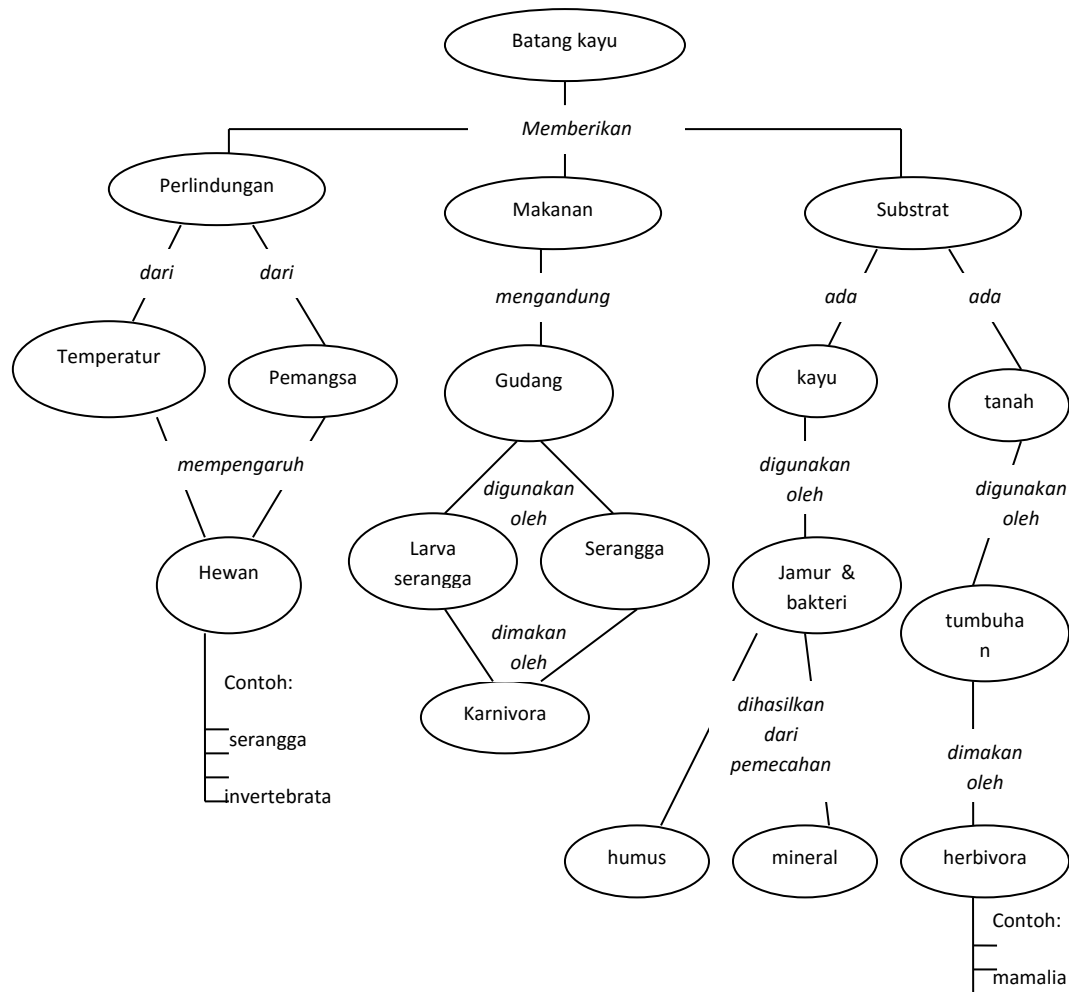 Batang kayu
Memberikan
Perlindungan
Makanan
Substrat
dari
dari
mengandung
ada
ada
Temperatur
Pemangsa
Gudang
kayu
tanah
mempengaruh
digunakan
oleh
digunakan
oleh
digunakan
oleh
Hewan
Larva
serangga
Serangga
Jamur &
bakteri
tumbuha
n
Contoh:
serangga
invertebrata
dimakan
oleh
Karnivora
dihasilkan
dari
pemecahan
dimakan
oleh
humus
mineral
herbivora
Contoh:
mamalia